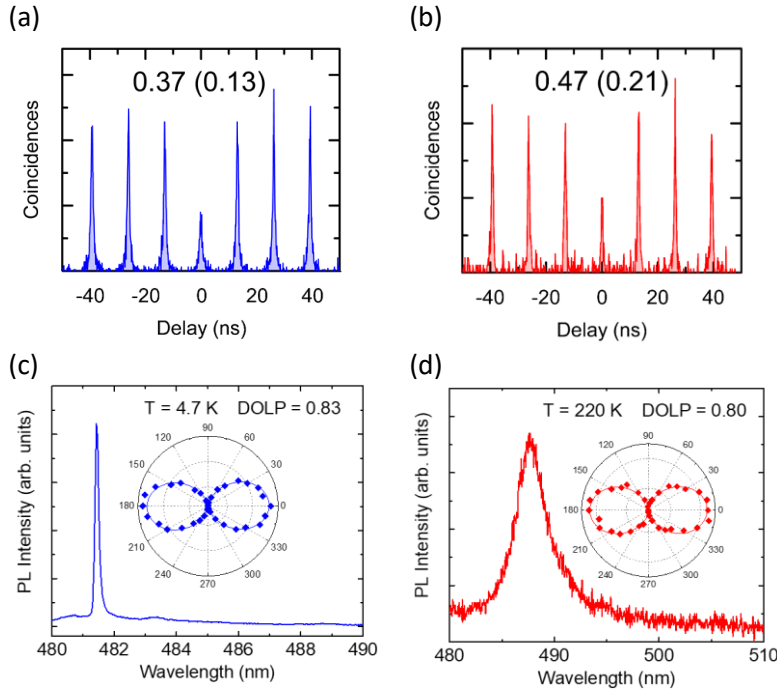 (a)
0.37 (0.13)
Coincidences
-40 -20 0 20 40
Delay (ns)
(b)
0.47 (0.21)
Coincidences
-40 -20 0 20 40
Delay (ns)
(c)
T = 4.7 K DOLP = 0.83
PL Intensity (arb. units)
90
120 60
150 30
180 0
210 330
240 300
270
480 482 484 486 488 490
Wavelength (nm)
(d)
T = 220 K DOLP = 0.80
PL Intensity (arb. units)
90
120 60
150 30
180 0
210 330
240 300
270
480 490 500 510
Wavelength (nm)